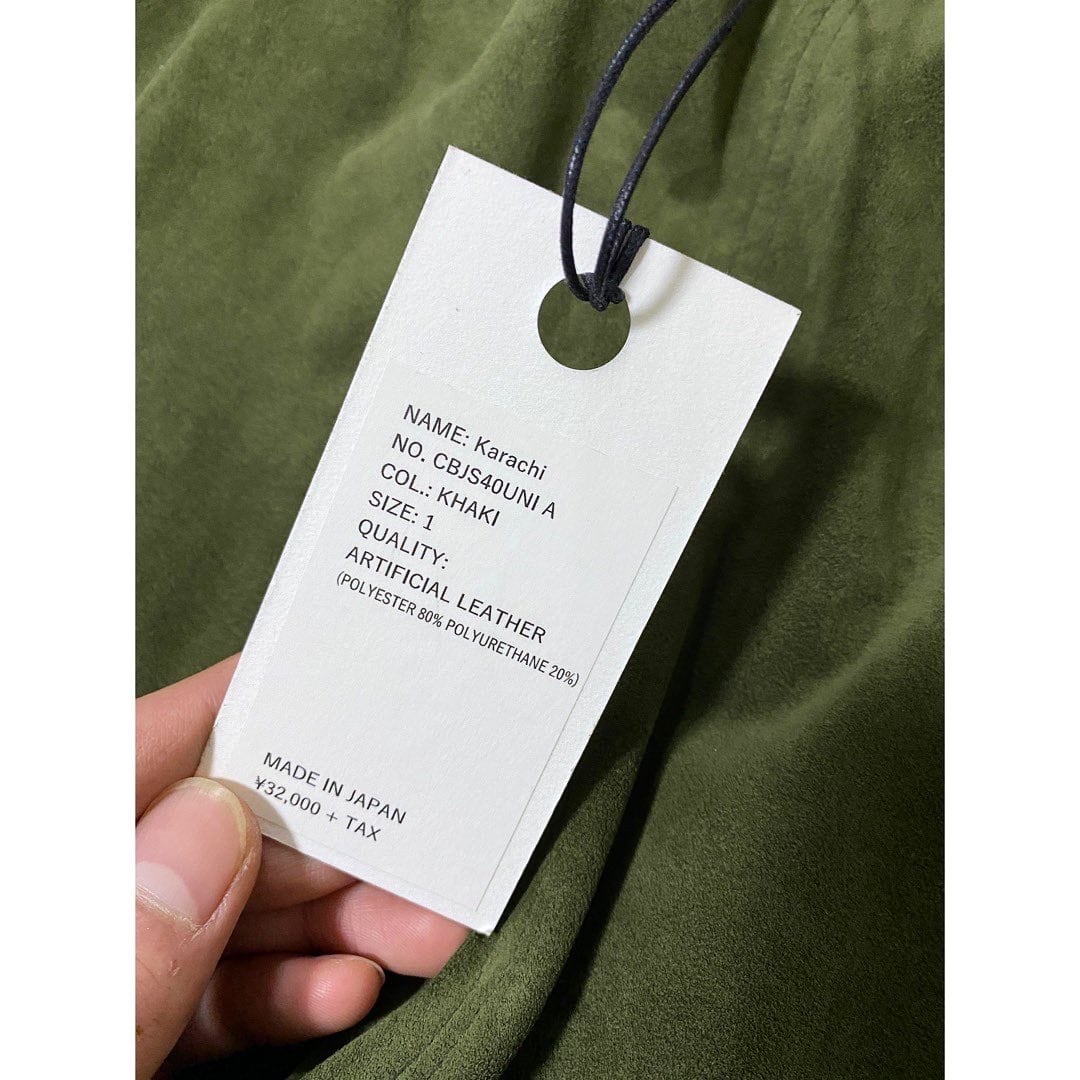 NAME: Karachi
NO. CBJS40UNI A
COL.: KHAKI
SIZE: 1
QUALITY:
ARTIFICIAL LEATHER
(POLYESTER 80% POLYURETHANE 20%)
MADE IN JAPAN
¥32,000 + TAX